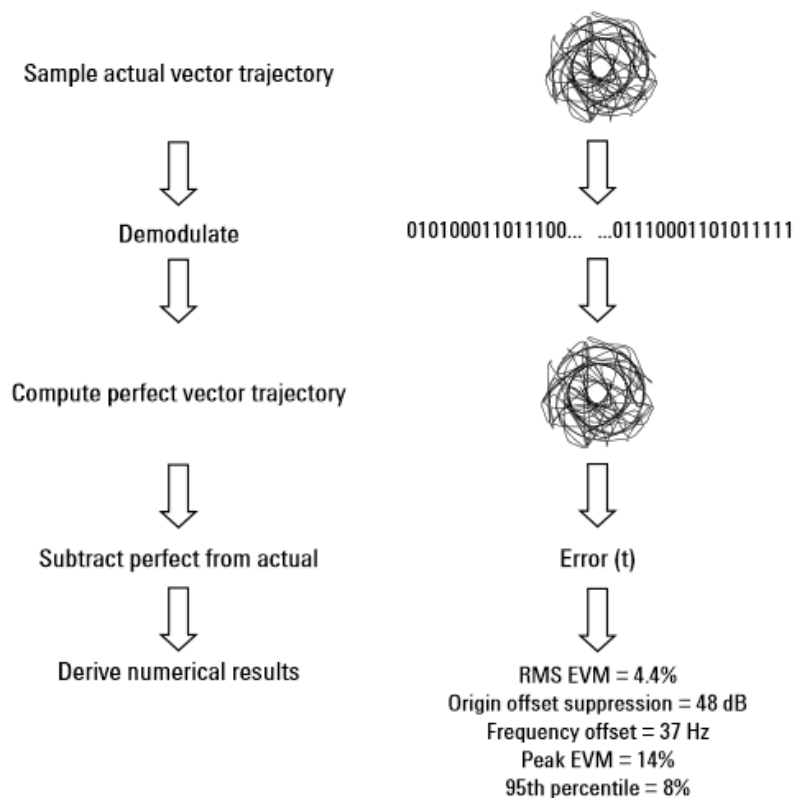 Sample actual vector trajectory
Demodulate
010100011011100... ...01110001101011111
Compute perfect vector trajectory
Subtract perfect from actual
Error (t)
Derive numerical results
RMS EVM = 4.4%
Origin offset suppression = 48 dB
Frequency offset = 37 Hz
Peak EVM = 14%
95th percentile = 8%